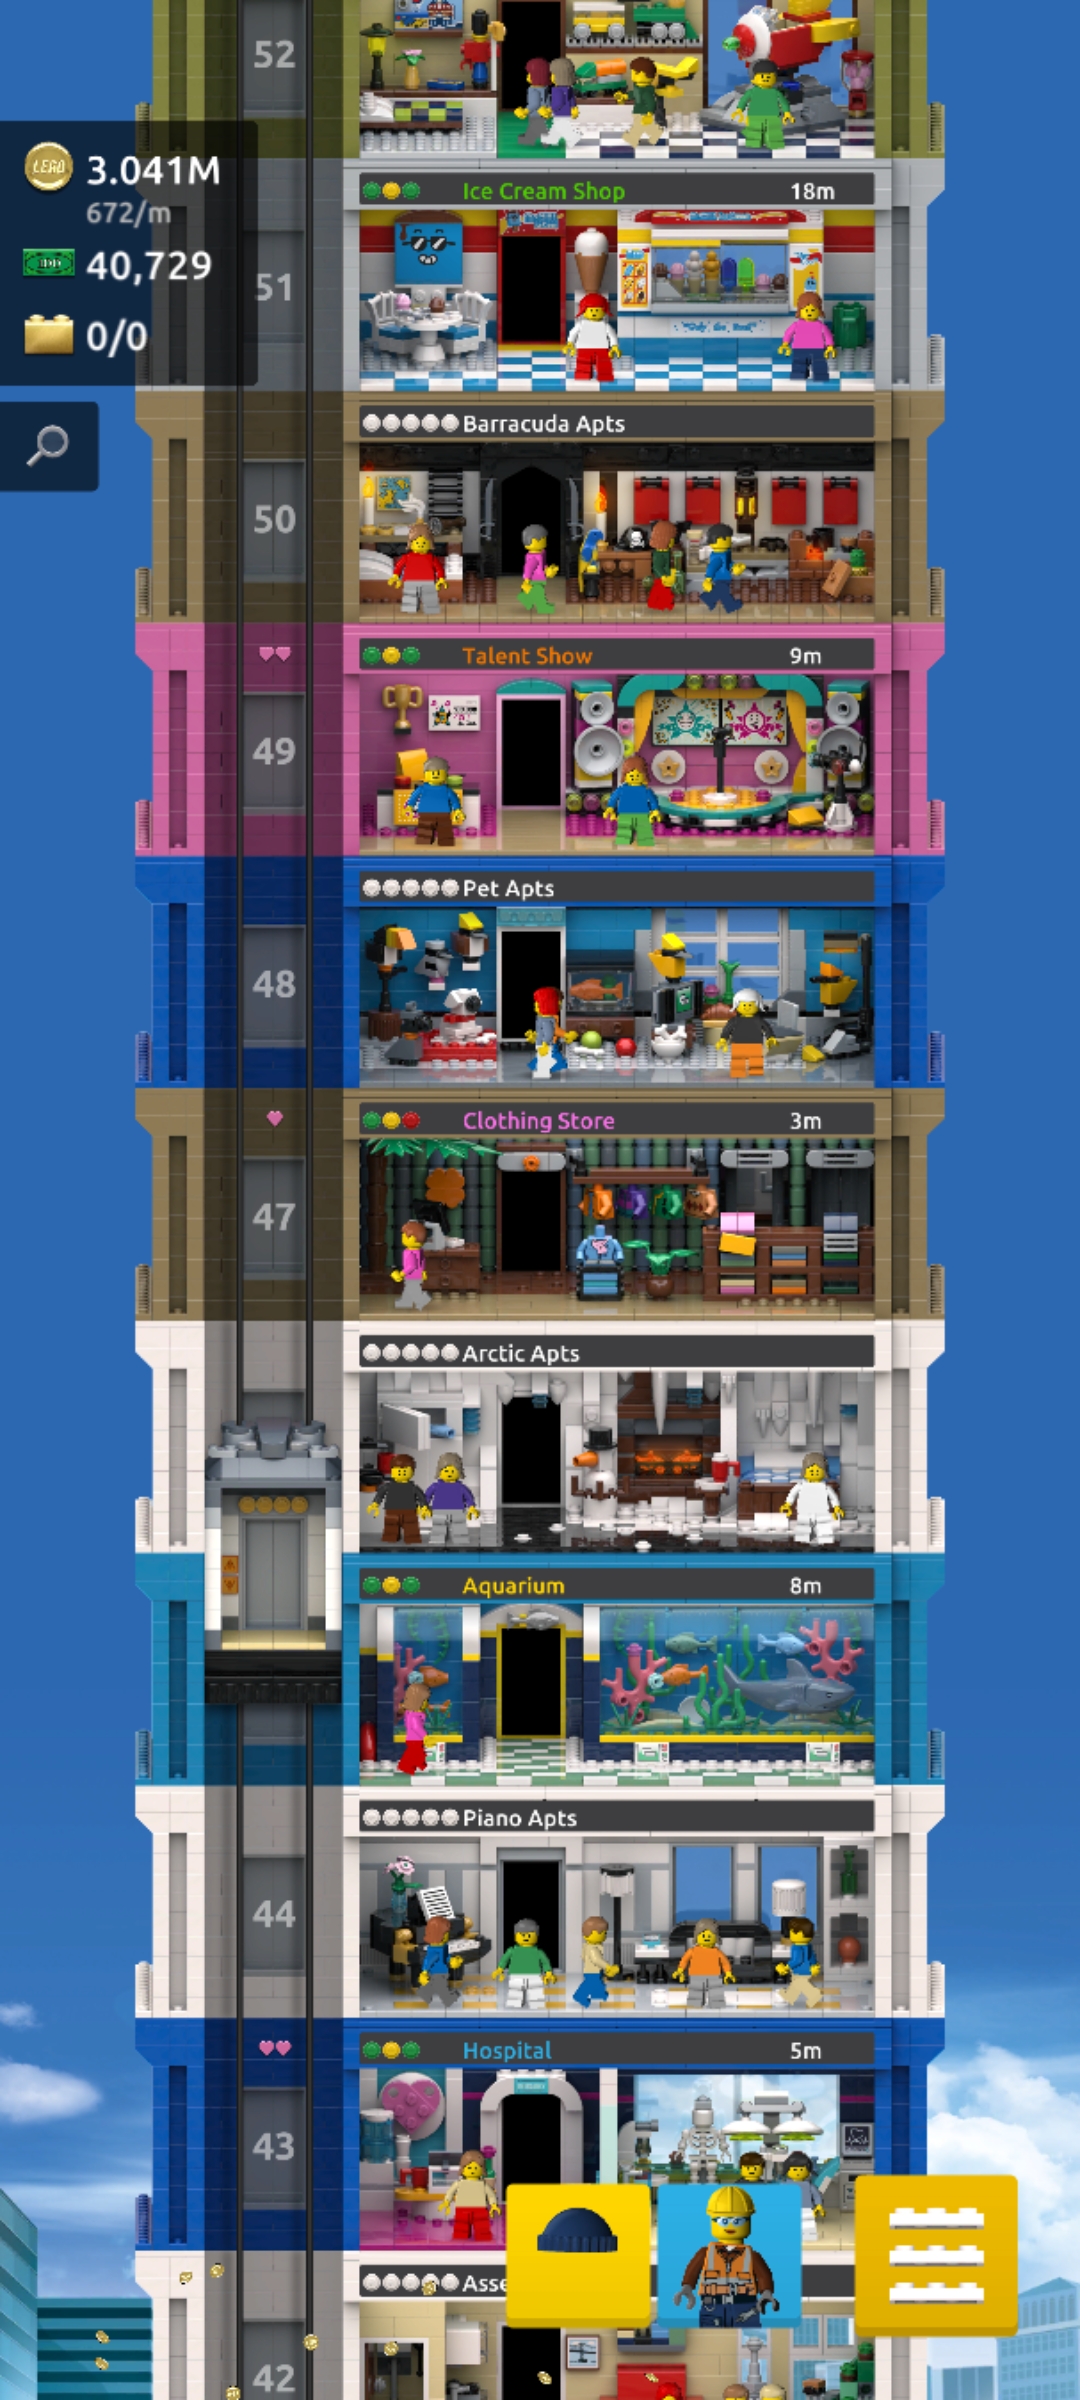 52
LEGO 3.041M
672/m
40,729
0/0
Ice Cream Shop 18m
51
Barracuda Apts
50
Talent Show 9m
49
Pet Apts
48
Clothing Store 3m
47
Arctic Apts
Aquarium 8m
Piano Apts
44
Hospital 5m
43
Asse
42